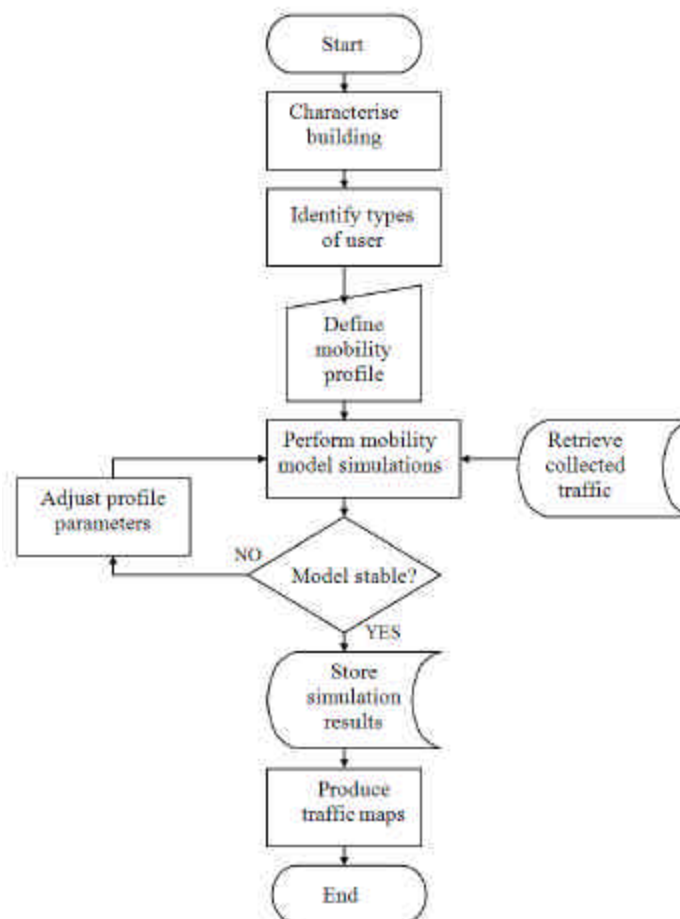 Start
Characterise
building
Identify types
of user
Define
mobility
profile
Perform mobility
model simulations
Retrieve
collected
traffic
Adjust profile
parameters
NO
Model stable?
YES
Store
simulation
results
Produce
traffic maps
End